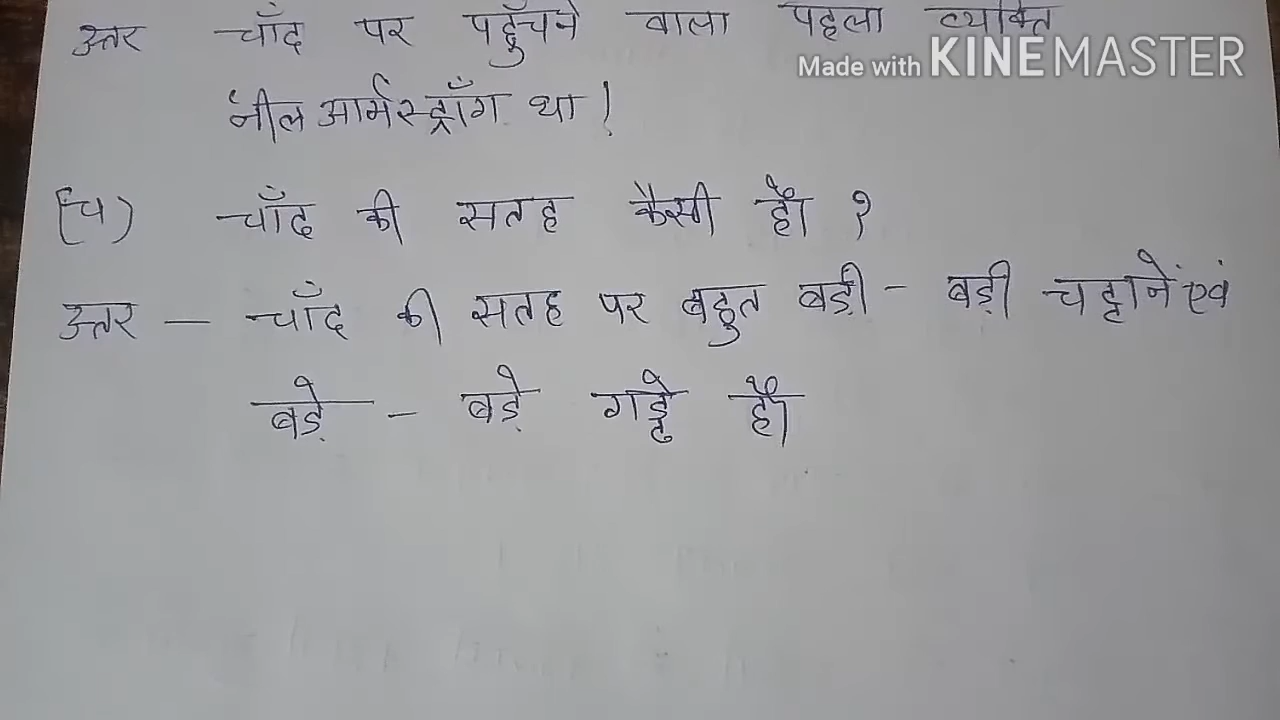 उत्तर चाँद पर पहुँचने वाला पहला व्यक्ति
Made with KINEMASTER
नील आर्मस्ट्राँग था।
(च) चाँद की सतह कैसी है?
उत्तर – चाँद की सतह पर बहुत बड़ी - बड़ी चट्टानें एवं
बड़े - बड़े गड्ढे हैं।